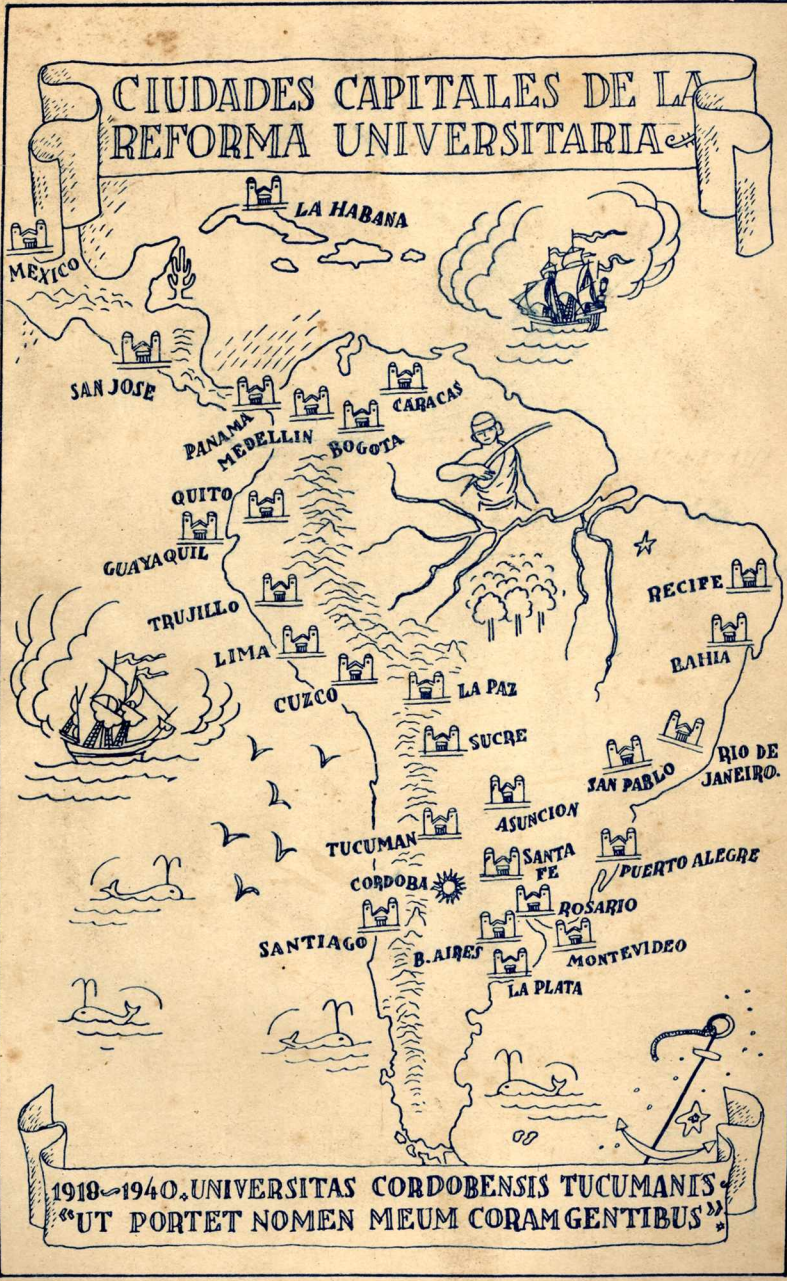 CIUDADES CAPITALES DE LA
REFORMA UNIVERSITARIA
LA HABANA
MEXICO
SAN JOSE
CARACAS
PANAMA
MEDELLIN
BOGOTA
QUITO
GUAYAQUIL
RECIFE
TRUJILLO
LIMA
BAHIA
CUZCO
LA PAZ
SUCRE
RIO DE
JANEIRO.
SAN PABLO
ASUNCION
TUCUMAN
SANTA
FE
PUERTO ALEGRE
CORDOBA
ROSARIO
SANTIAGO
B. AIRES
MONTEVIDEO
LA PLATA
1918~1940. UNIVERSITAS CORDOBENSIS TUCUMANIS.
"UT PORTET NOMEN MEUM CORAM GENTIBUS"